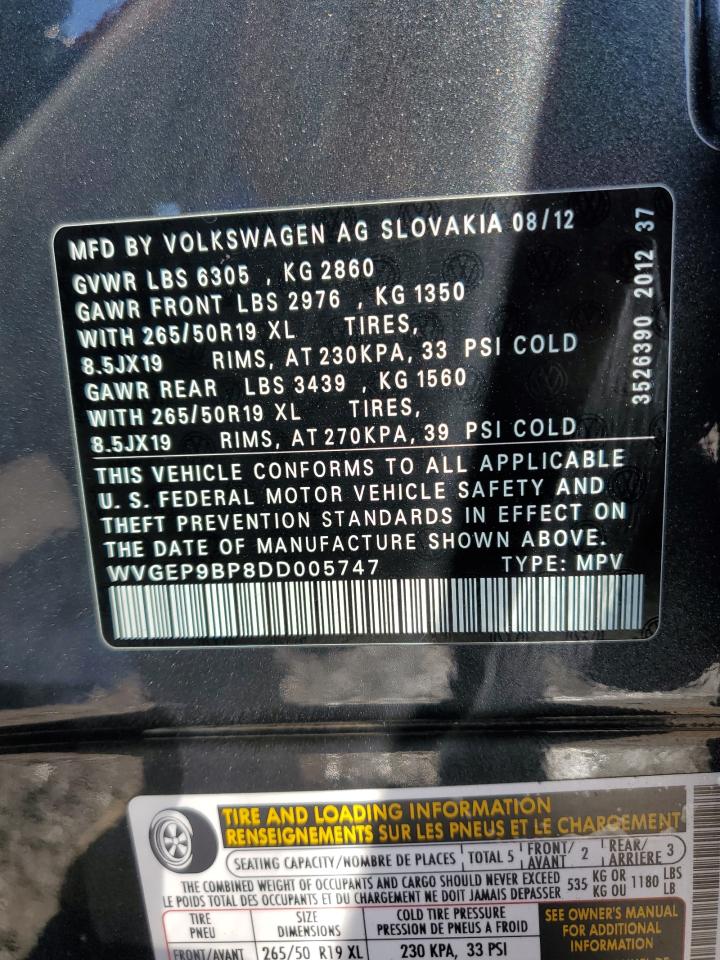 MFD BY VOLKSWAGEN AG SLOVAKIA 08/12
GVWR LBS 6305 , KG 2860
GAWR FRONT LBS 2976 , KG 1350
WITH 265/50R19 XL TIRES,
8.5JX19 RIMS, AT 230KPA, 33 PSI COLD
GAWR REAR LBS 3439 , KG 1560
WITH 265/50R19 XL TIRES,
8.5JX19 RIMS, AT 270KPA, 39 PSI COLD
3526390 2012 37
THIS VEHICLE CONFORMS TO ALL APPLICABLE
U. S. FEDERAL MOTOR VEHICLE SAFETY AND
THEFT PREVENTION STANDARDS IN EFFECT ON
THE DATE OF MANUFACTURE SHOWN ABOVE.
WVGEP9BP8DD005747 TYPE: MPV
TIRE AND LOADING INFORMATION
RENSEIGNEMENTS SUR LES PNEUS ET LE CHARGEMENT
SEATING CAPACITY/NOMBRE DE PLACES TOTAL 5 FRONT/AVANT 2 REAR/ARRIERE 3
THE COMBINED WEIGHT OF OCCUPANTS AND CARGO SHOULD NEVER EXCEED 535 KG OR 1180 LBS
LE POIDS TOTAL DES OCCUPANTS ET DU CHARGEMENT NE DOIT JAMAIS DEPASSER KG OU LB
TIRE SIZE COLD TIRE PRESSURE
PNEU DIMENSIONS PRESSION DE PNEUS A FROID
FRONT/AVANT 265/50 R19 XL 230 KPA, 33 PSI
SEE OWNER'S MANUAL
FOR ADDITIONAL
INFORMATION